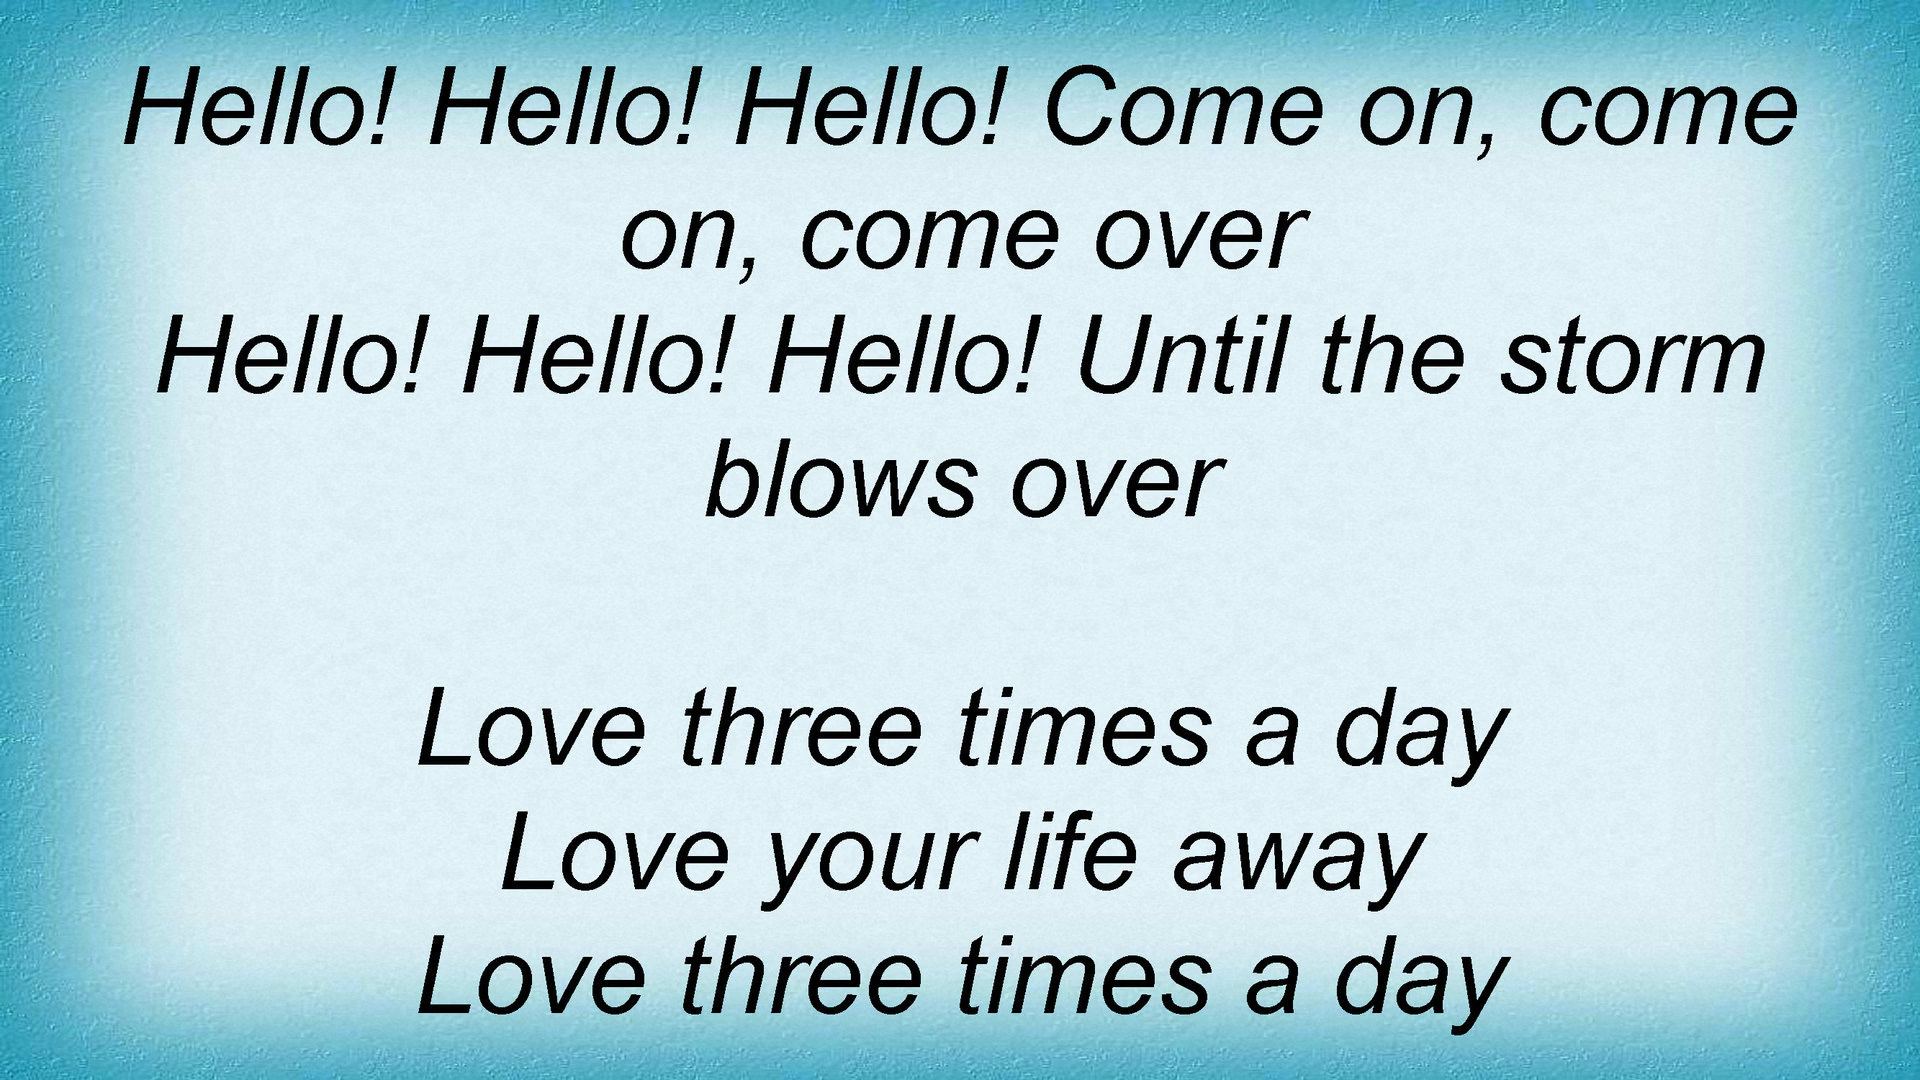 Hello! Hello! Hello! Come on, come
on, come over
Hello! Hello! Hello! Until the storm
blows over
Love three times a day
Love your life away
Love three times a day